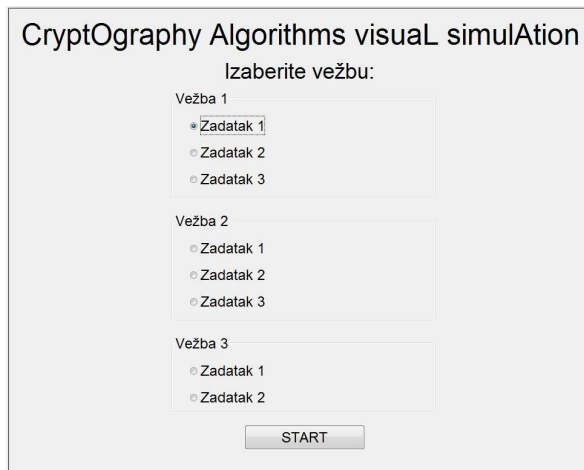 CryptOgraphy Algorithms visuaL simulAtion
Izaberite vežbu:
Vežba 1
Zadatak 1
Zadatak 2
Zadatak 3
Vežba 2
Zadatak 1
Zadatak 2
Zadatak 3
Vežba 3
Zadatak 1
Zadatak 2
START